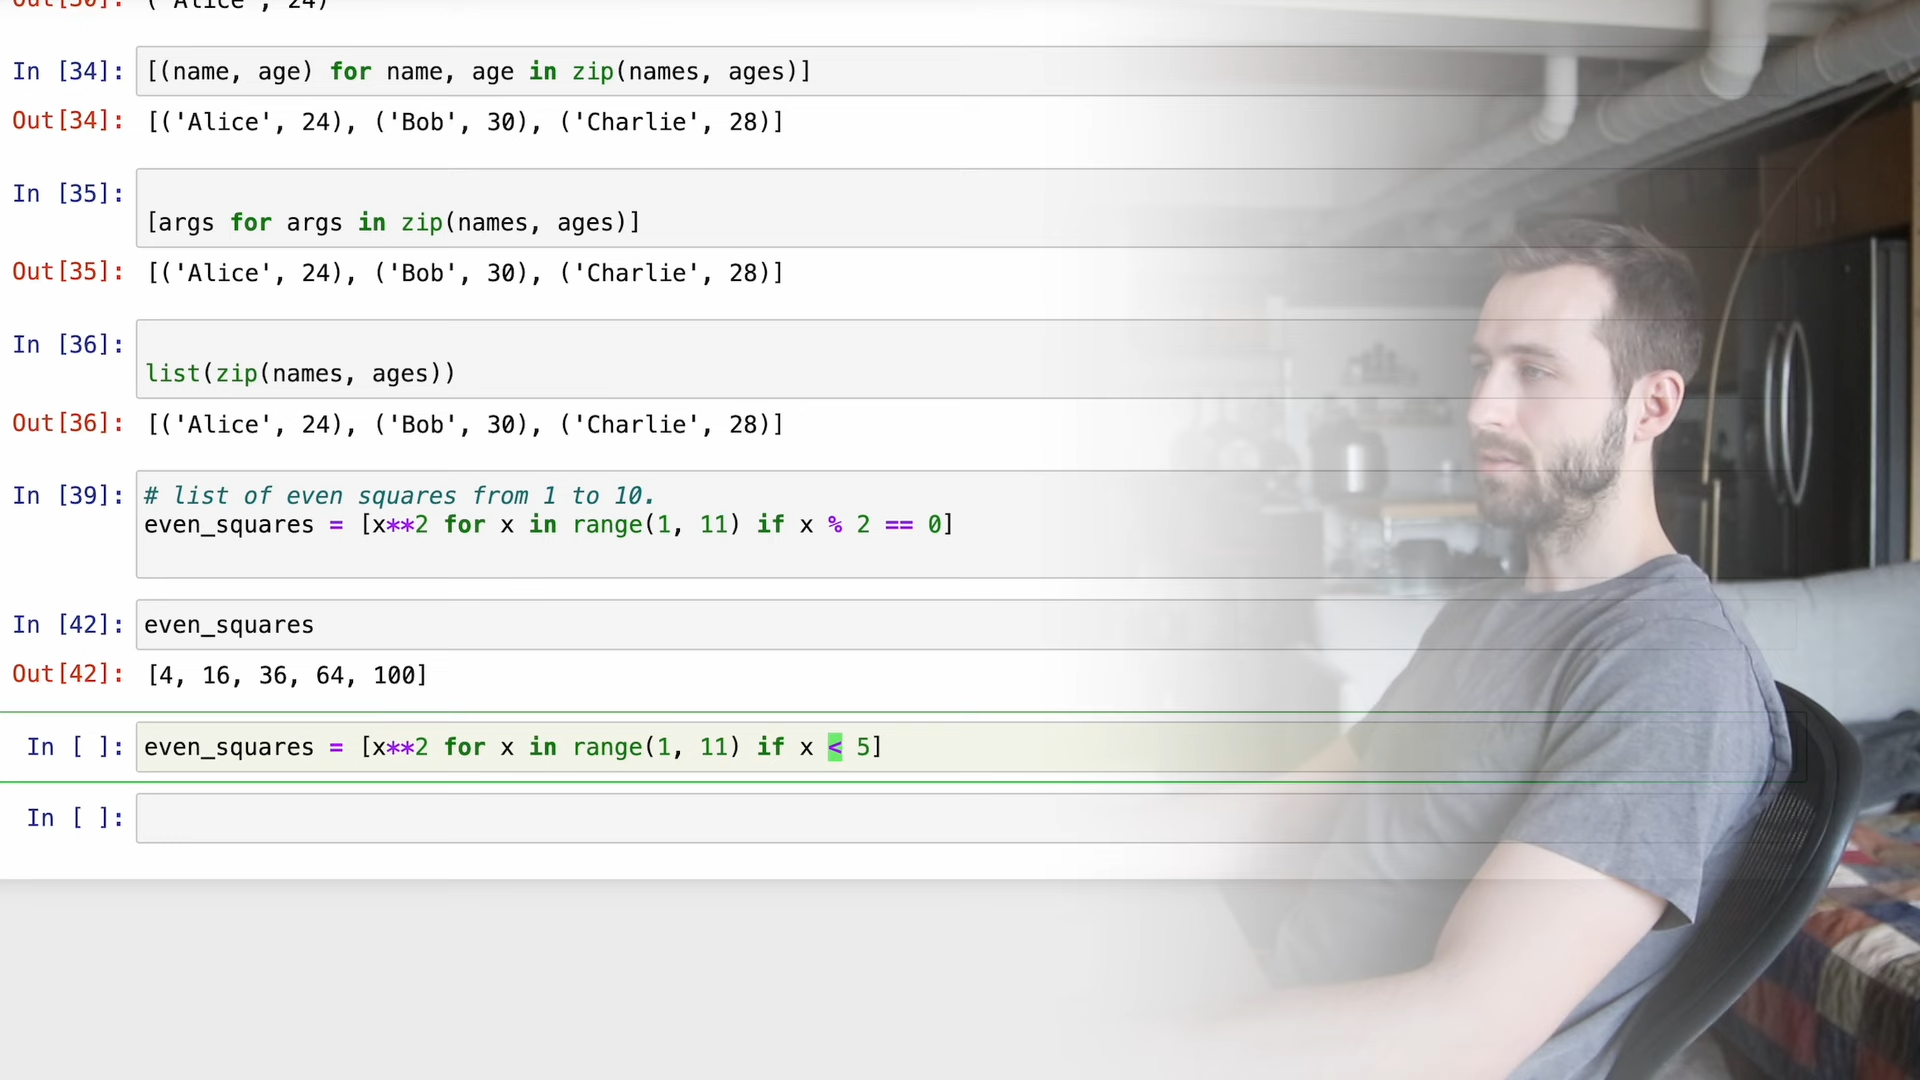 Out[30]: ('Alice', 24)
In [34]: [(name, age) for name, age in zip(names, ages)]
Out[34]: [('Alice', 24), ('Bob', 30), ('Charlie', 28)]
In [35]:
[args for args in zip(names, ages)]
Out[35]: [('Alice', 24), ('Bob', 30), ('Charlie', 28)]
In [36]:
list(zip(names, ages))
Out[36]: [('Alice', 24), ('Bob', 30), ('Charlie', 28)]
In [39]: # list of even squares from 1 to 10.
even_squares = [x**2 for x in range(1, 11) if x % 2 == 0]
In [42]: even_squares
Out[42]: [4, 16, 36, 64, 100]
In [ ]: even_squares = [x**2 for x in range(1, 11) if x < 5]
In [ ]: